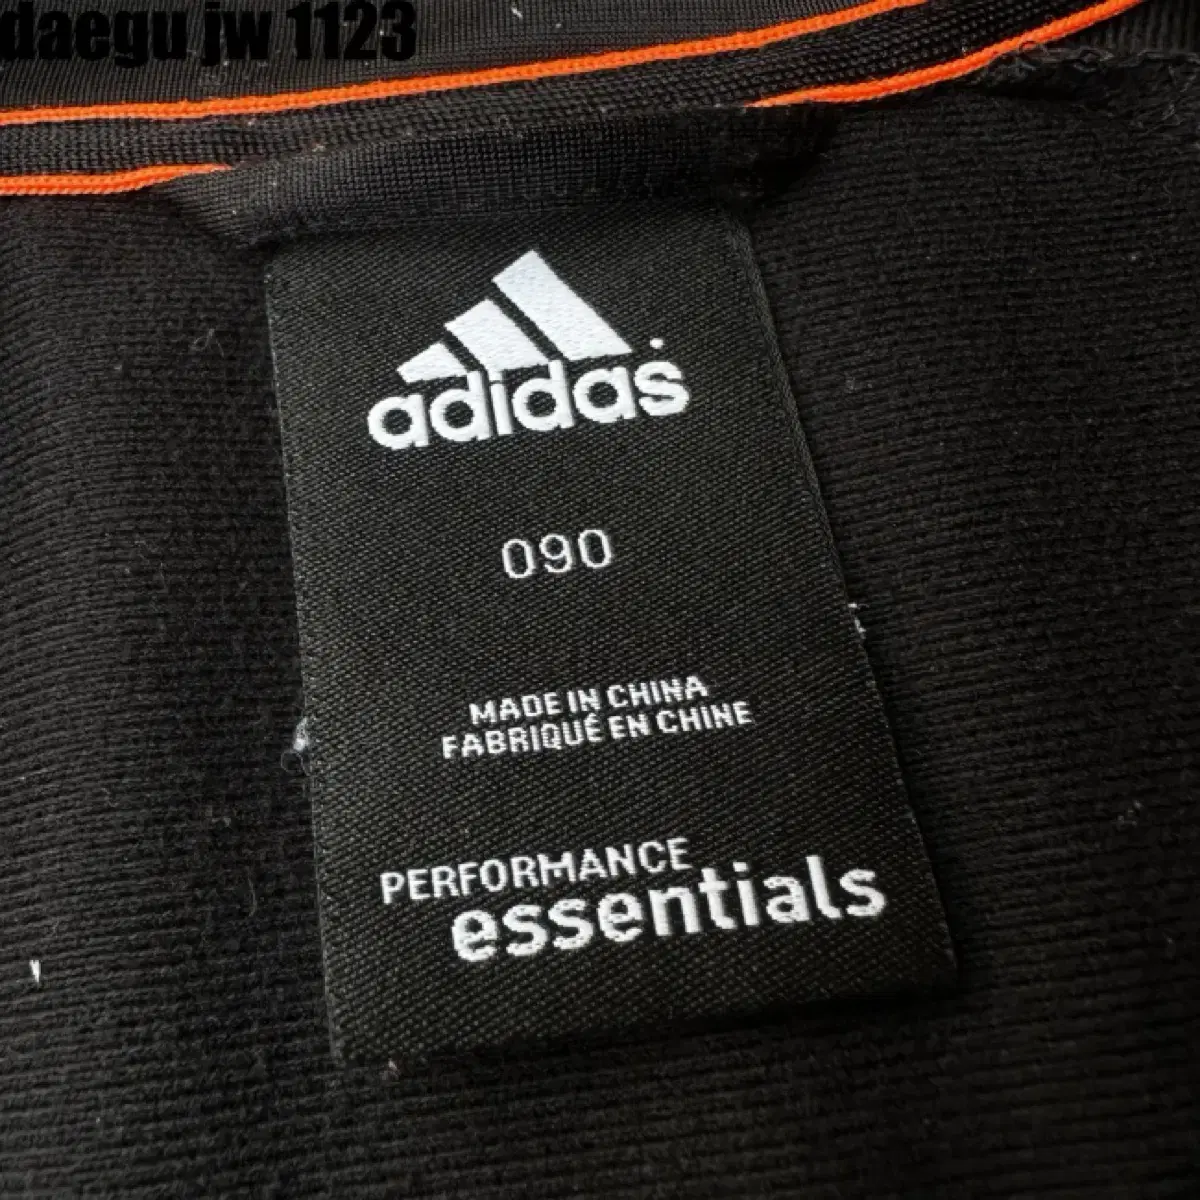 daegu jw 1123
adidas
090
MADE IN CHINA
FABRIQUÉ EN CHINE
PERFORMANCE
essentials